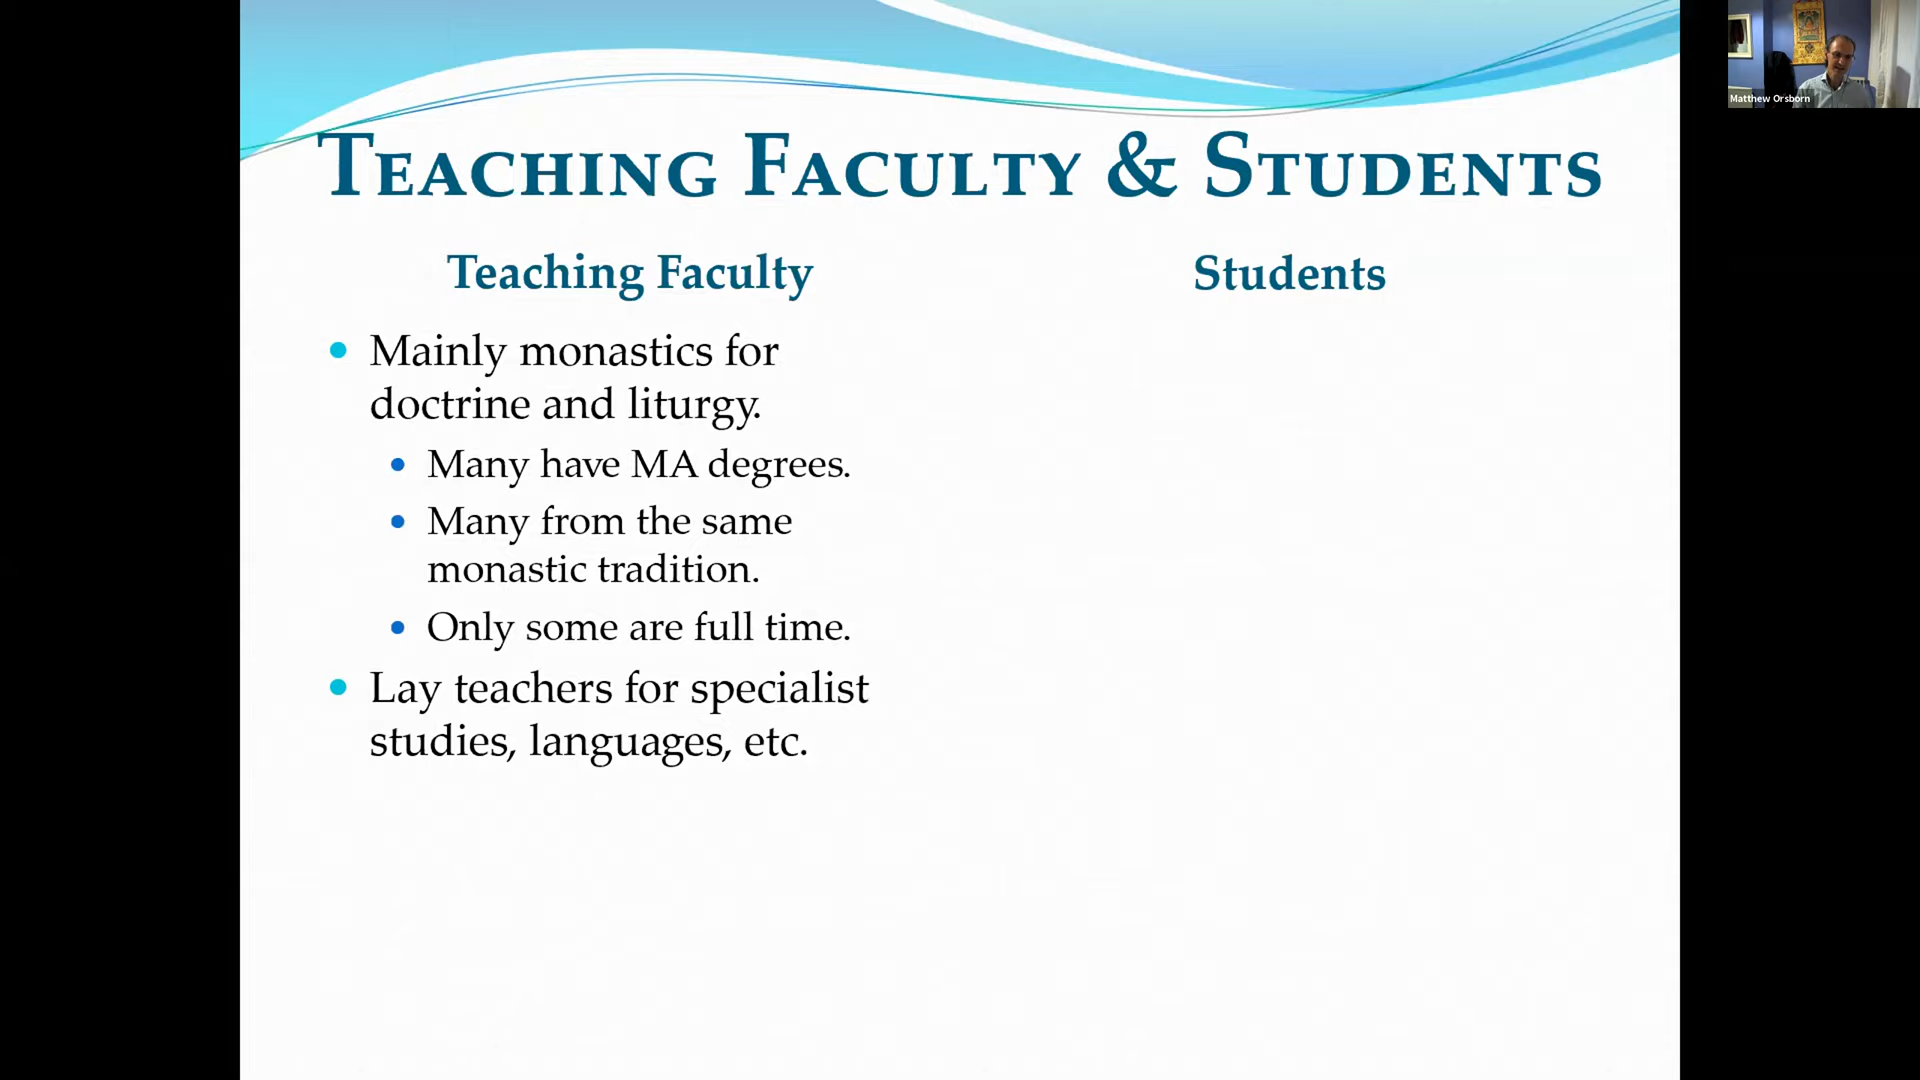 Matthew Orsborn
TEACHING FACULTY & STUDENTS
Teaching Faculty
• Mainly monastics for
doctrine and liturgy.
• Many have MA degrees.
• Many from the same
monastic tradition.
• Only some are full time.
• Lay teachers for specialist
studies, languages, etc.
Students